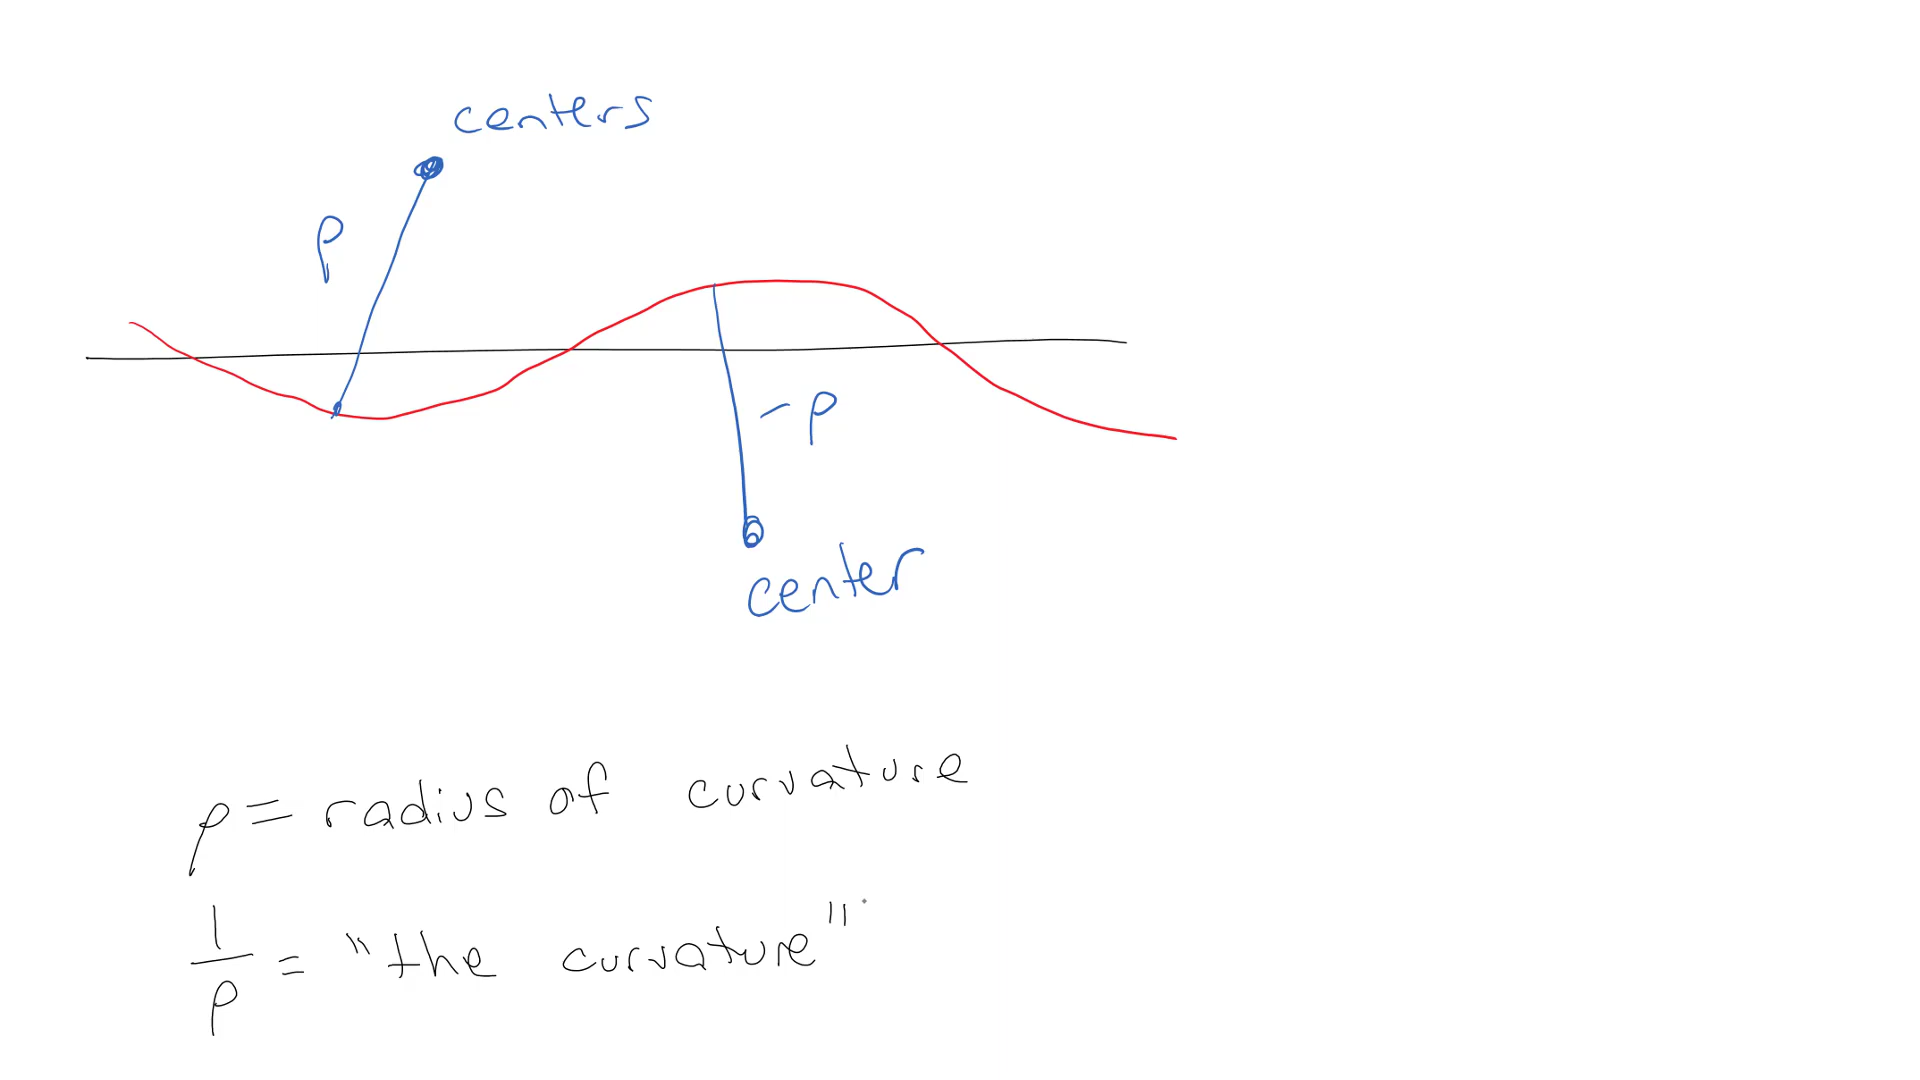 centers
ρ
- ρ
center
ρ = radius of curvature
1/ρ = "the curvature"